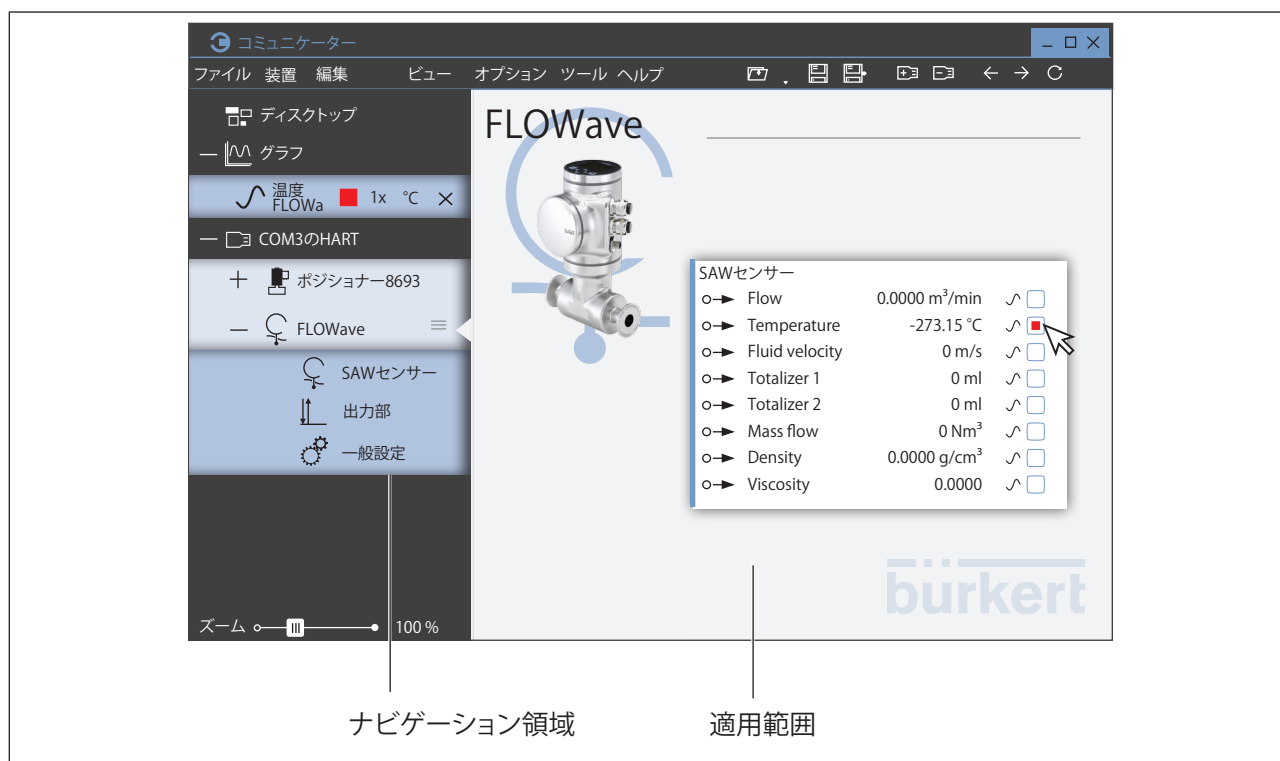 コミュニケーター
ファイル 装置 編集 ビュー オプション ツール ヘルプ
ディスクトップ
グラフ
温度
FLOWa 1x °C
COM3のHART
ポジショナー8693
FLOWave
SAWセンサー
出力部
一般設定
ズーム 100 %
FLOWave
SAWセンサー
Flow 0.0000 m³/min
Temperature -273.15 °C
Fluid velocity 0 m/s
Totalizer 1 0 ml
Totalizer 2 0 ml
Mass flow 0 Nm³
Density 0.0000 g/cm³
Viscosity 0.0000
bürkert
ナビゲーション領域 適用範囲